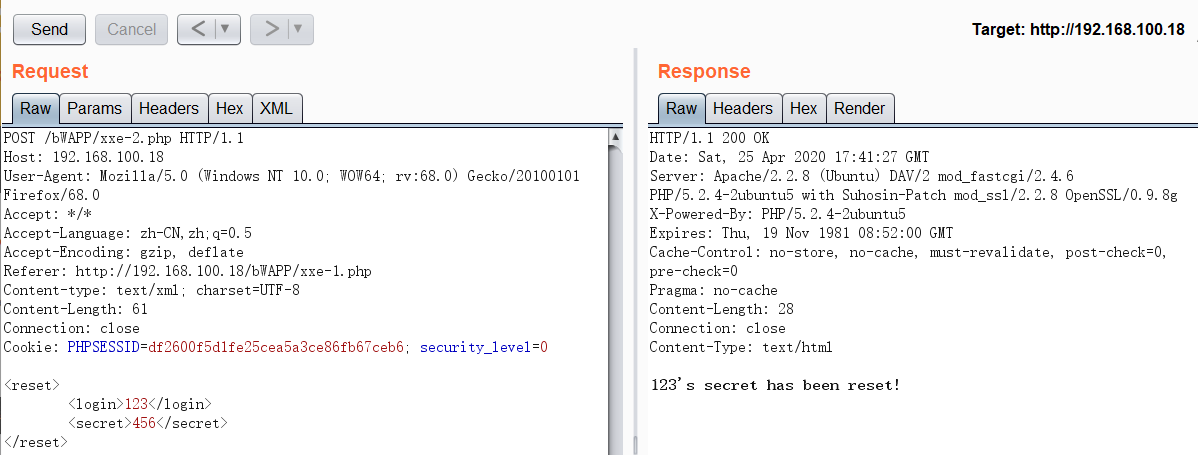 Send
Cancel
<
>
Target: http://192.168.100.18
Request
Raw
Params
Headers
Hex
XML
POST /bWAPP/xxe-2.php HTTP/1.1
Host: 192.168.100.18
User-Agent: Mozilla/5.0 (Windows NT 10.0; WOW64; rv:68.0) Gecko/20100101
Firefox/68.0
Accept: */*
Accept-Language: zh-CN,zh;q=0.5
Accept-Encoding: gzip, deflate
Referer: http://192.168.100.18/bWAPP/xxe-1.php
Content-type: text/xml; charset=UTF-8
Content-Length: 61
Connection: close
Cookie: PHPSESSID=df2600f5d1fe25cea5a3ce86fb67ceb6; security_level=0
<reset>
<login>123</login>
<secret>456</secret>
</reset>
Response
Raw
Headers
Hex
Render
HTTP/1.1 200 OK
Date: Sat, 25 Apr 2020 17:41:27 GMT
Server: Apache/2.2.8 (Ubuntu) DAV/2 mod_fastcgi/2.4.6
PHP/5.2.4-2ubuntu5 with Suhosin-Patch mod_ssl/2.2.8 OpenSSL/0.9.8g
X-Powered-By: PHP/5.2.4-2ubuntu5
Expires: Thu, 19 Nov 1981 08:52:00 GMT
Cache-Control: no-store, no-cache, must-revalidate, post-check=0,
pre-check=0
Pragma: no-cache
Content-Length: 28
Connection: close
Content-Type: text/html
123's secret has been reset!